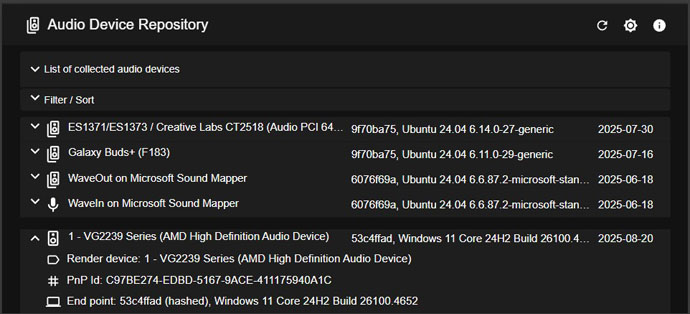 Audio Device Repository
List of collected audio devices
Filter / Sort
ES1371/ES1373 / Creative Labs CT2518 (Audio PCI 64... 9f70ba75, Ubuntu 24.04 6.14.0-27-generic 2025-07-30
Galaxy Buds+ (F183) 9f70ba75, Ubuntu 24.04 6.11.0-29-generic 2025-07-16
WaveOut on Microsoft Sound Mapper 6076f69a, Ubuntu 24.04 6.6.87.2-microsoft-stan... 2025-06-18
WaveIn on Microsoft Sound Mapper 6076f69a, Ubuntu 24.04 6.6.87.2-microsoft-stan... 2025-06-18
1 - VG2239 Series (AMD High Definition Audio Device) 53c4ffad, Windows 11 Core 24H2 Build 26100.4... 2025-08-20
Render device: 1 - VG2239 Series (AMD High Definition Audio Device)
PnP Id: C97BE274-EDBD-5167-9ACE-411175940A1C
End point: 53c4ffad (hashed), Windows 11 Core 24H2 Build 26100.4652